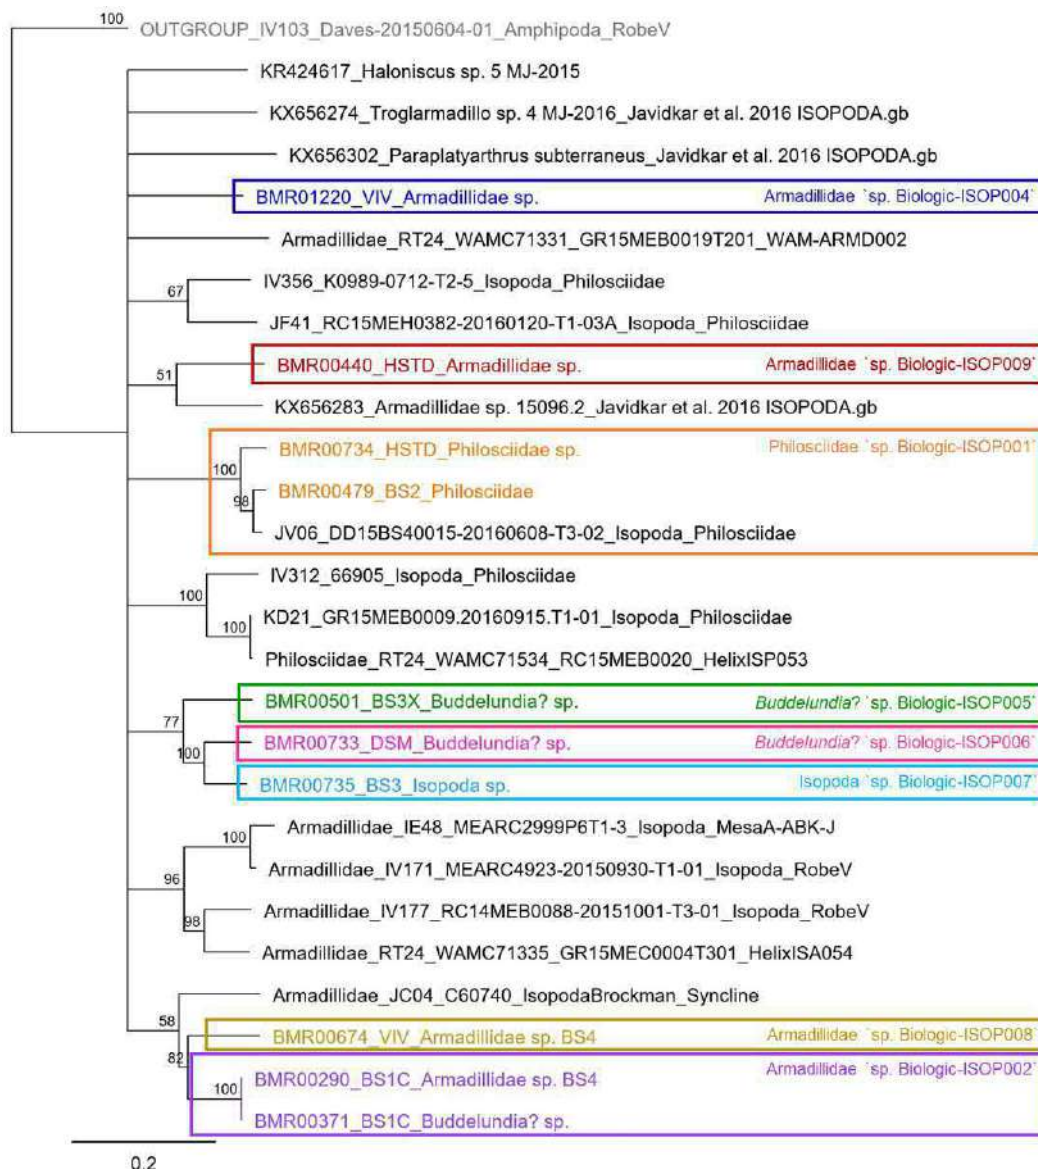 100
OUTGROUP_IV103_Daves-20150604-01_Amphipoda_RobeV
KR424617_Haloniscus sp. 5 MJ-2015
KX656274_Troglarmadillo sp. 4 MJ-2016_Javidkar et al. 2016 ISOPODA.gb
KX656302_Paraplatyarthrus subterraneus_Javidkar et al. 2016 ISOPODA.gb
BMR01220_VIV_Armadillidae sp. Armadillidae `sp. Biologic-ISOP004`
Armadillidae_RT24_WAMC71331_GR15MEB0019T201_WAM-ARMD002
IV356_K0989-0712-T2-5_Isopoda_Philosciidae
67
JF41_RC15MEH0382-20160120-T1-03A_Isopoda_Philosciidae
BMR00440_HSTD_Armadillidae sp. Armadillidae `sp. Biologic-ISOP009`
51
KX656283_Armadillidae sp. 15096.2_Javidkar et al. 2016 ISOPODA.gb
BMR00734_HSTD_Philosciidae sp. Philosciidae `sp. Biologic-ISOP001`
100
BMR00479_BS2_Philosciidae
98
JV06_DD15BS40015-20160608-T3-02_Isopoda_Philosciidae
IV312_66905_Isopoda_Philosciidae
100
KD21_GR15MEB0009.20160915.T1-01_Isopoda_Philosciidae
100
Philosciidae_RT24_WAMC71534_RC15MEB0020_HelixISP053
BMR00501_BS3X_Buddelundia? sp. Buddelundia? `sp. Biologic-ISOP005`
77
BMR00733_DSM_Buddelundia? sp. Buddelundia? `sp. Biologic-ISOP006`
100
BMR00735_BS3_Isopoda sp. Isopoda `sp. Biologic-ISOP007`
Armadillidae_IE48_MEARC2999P6T1-3_Isopoda_MesaA-ABK-J
100
Armadillidae_IV171_MEARC4923-20150930-T1-01_Isopoda_RobeV
96
Armadillidae_IV177_RC14MEB0088-20151001-T3-01_Isopoda_RobeV
98
Armadillidae_RT24_WAMC71335_GR15MEC0004T301_HelixISA054
Armadillidae_JC04_C60740_IsopodaBrockman_Syncline
58
BMR00674_VIV_Armadillidae sp. BS4 Armadillidae `sp. Biologic-ISOP008`
82
BMR00290_BS1C_Armadillidae sp. BS4 Armadillidae `sp. Biologic-ISOP002`
100
BMR00371_BS1C_Buddelundia? sp.
0.2